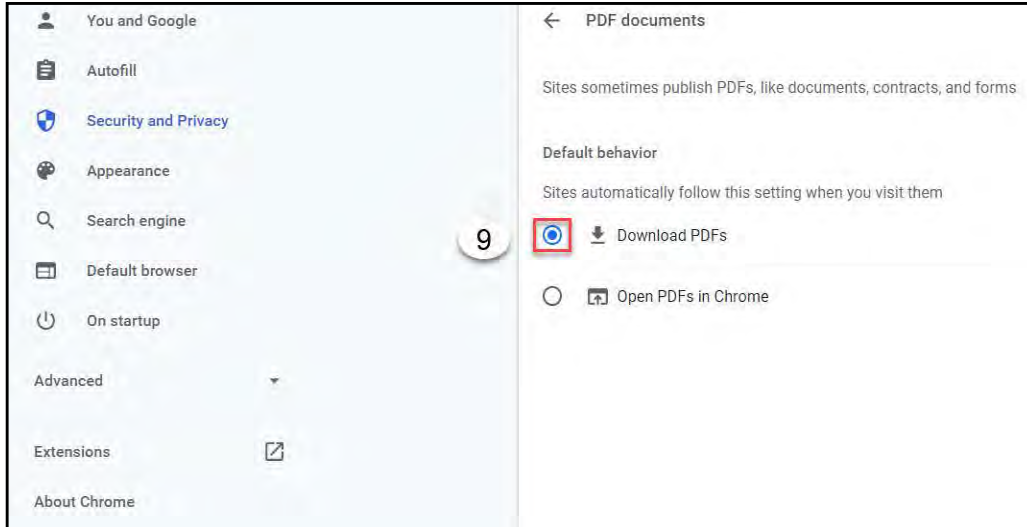 You and Google
Autofill
Security and Privacy
Appearance
Search engine
Default browser
On startup
Advanced
Extensions
About Chrome
PDF documents
Sites sometimes publish PDFs, like documents, contracts, and forms
Default behavior
Sites automatically follow this setting when you visit them
9
Download PDFs
Open PDFs in Chrome